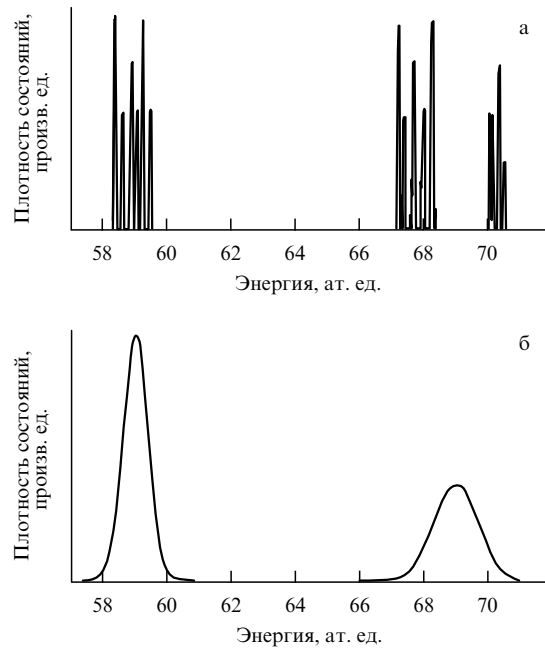 а
Плотность состояний,
произв. ед.
58 60 62 64 66 68 70
Энергия, ат. ед.
б
Плотность состояний,
произв. ед.
58 60 62 64 66 68 70
Энергия, ат. ед.